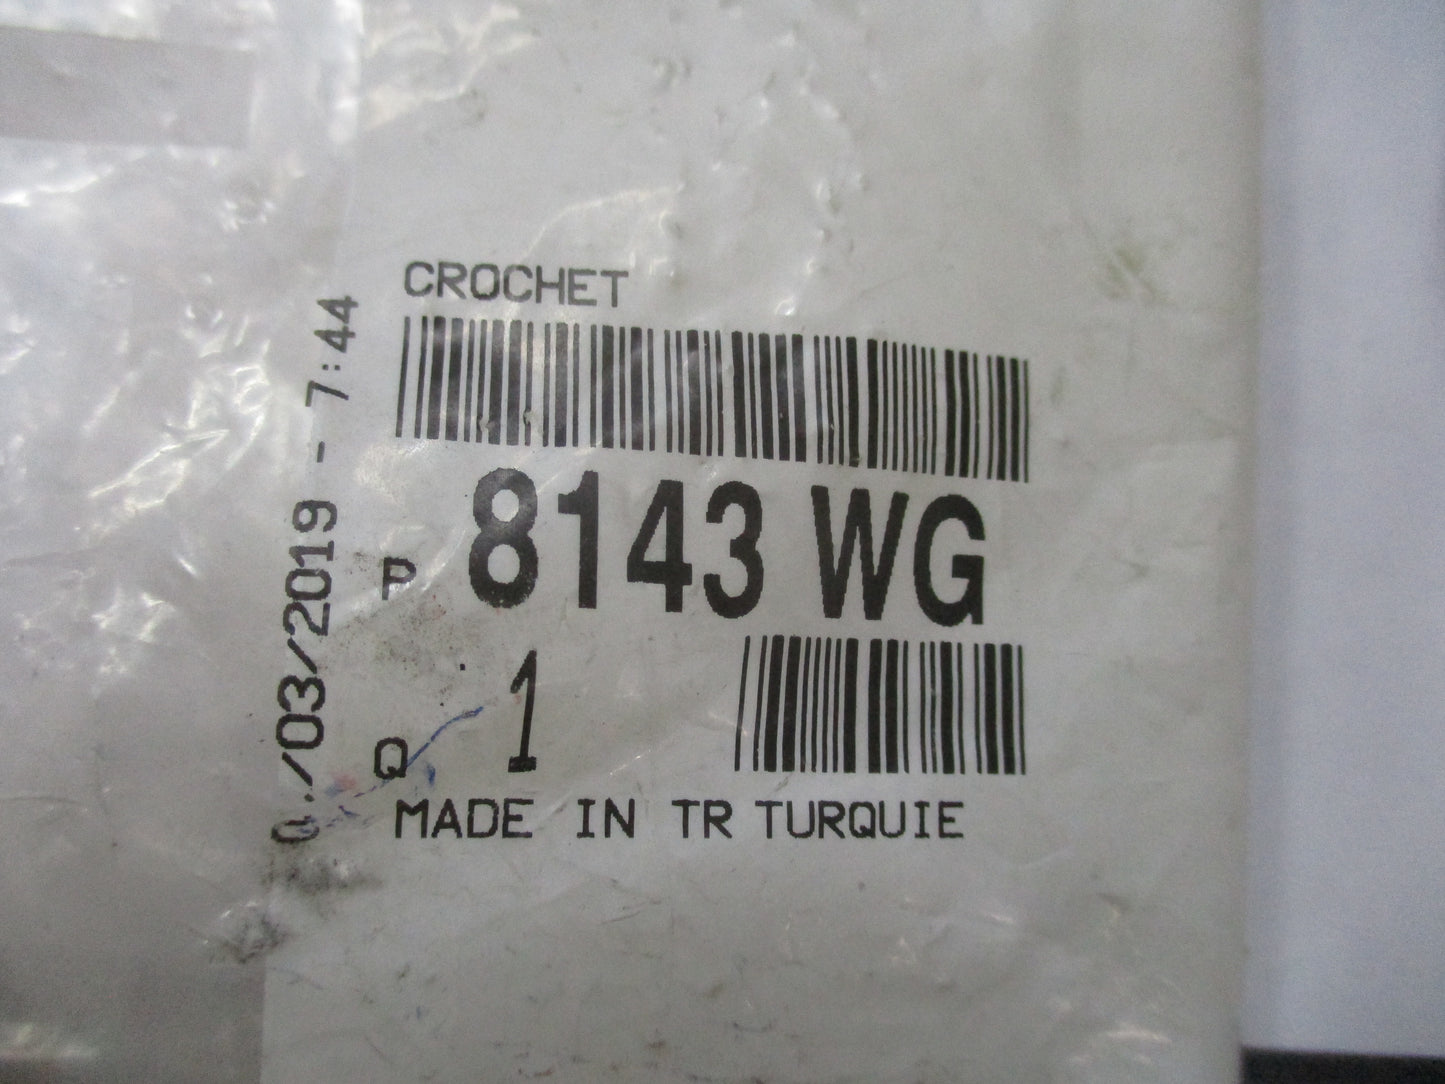 CROCHET
P 8143 WG
Q 1
MADE IN TR TURQUIE
/03/2019 - 7:44